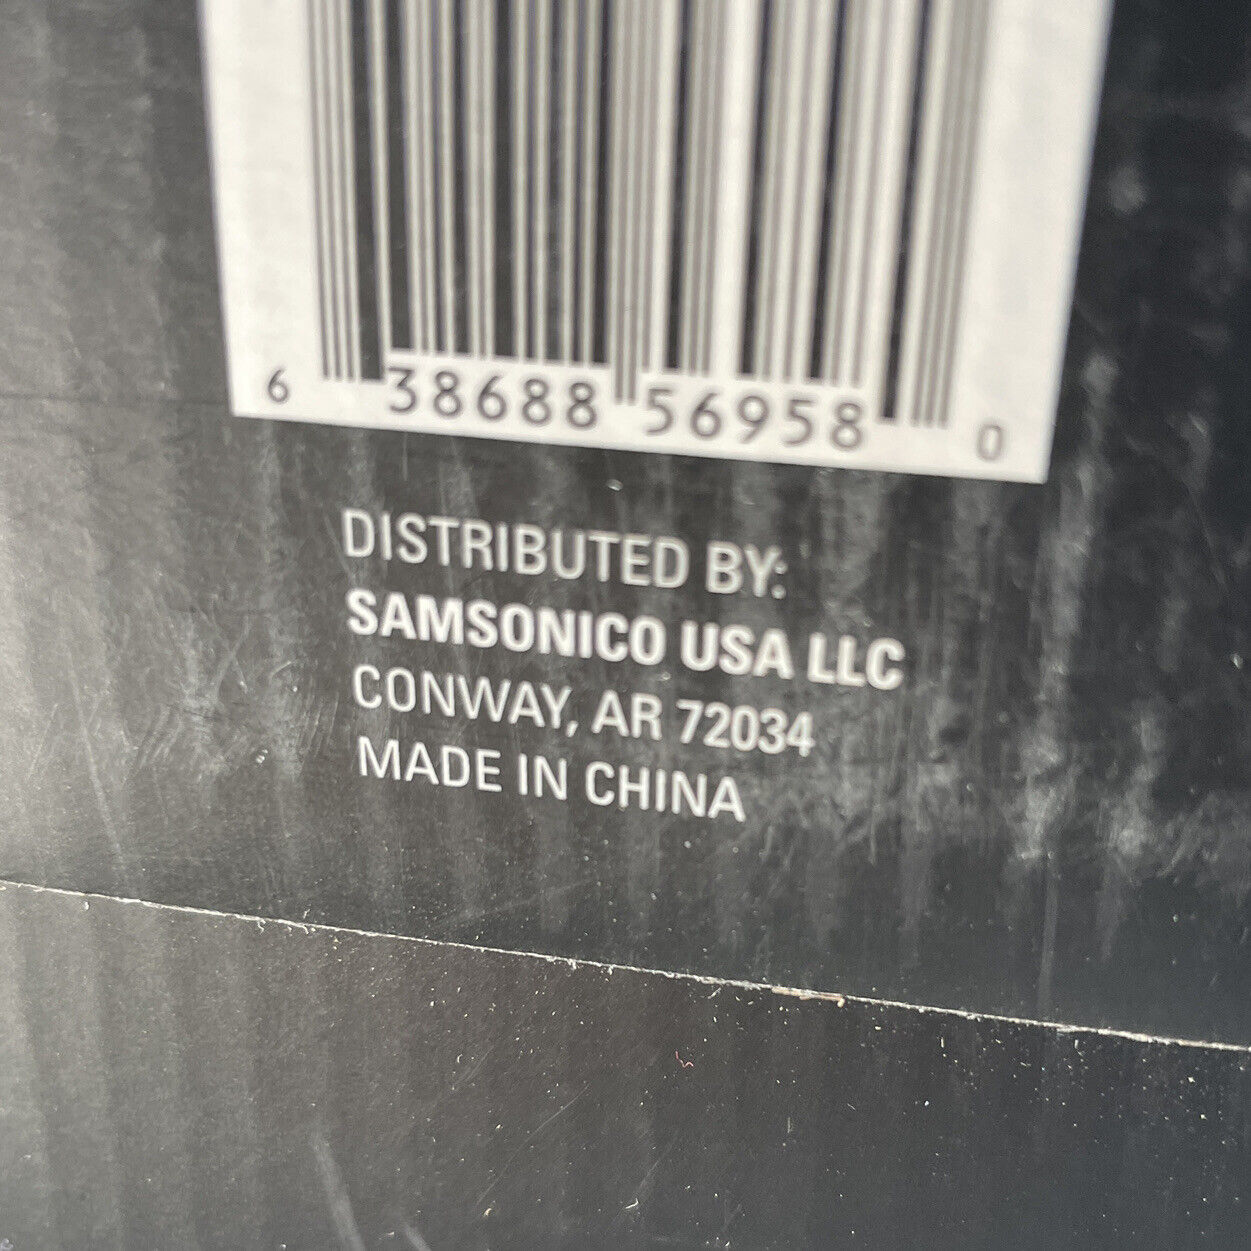 6 38688 56958 0
DISTRIBUTED BY:
SAMSONICO USA LLC
CONWAY, AR 72034
MADE IN CHINA